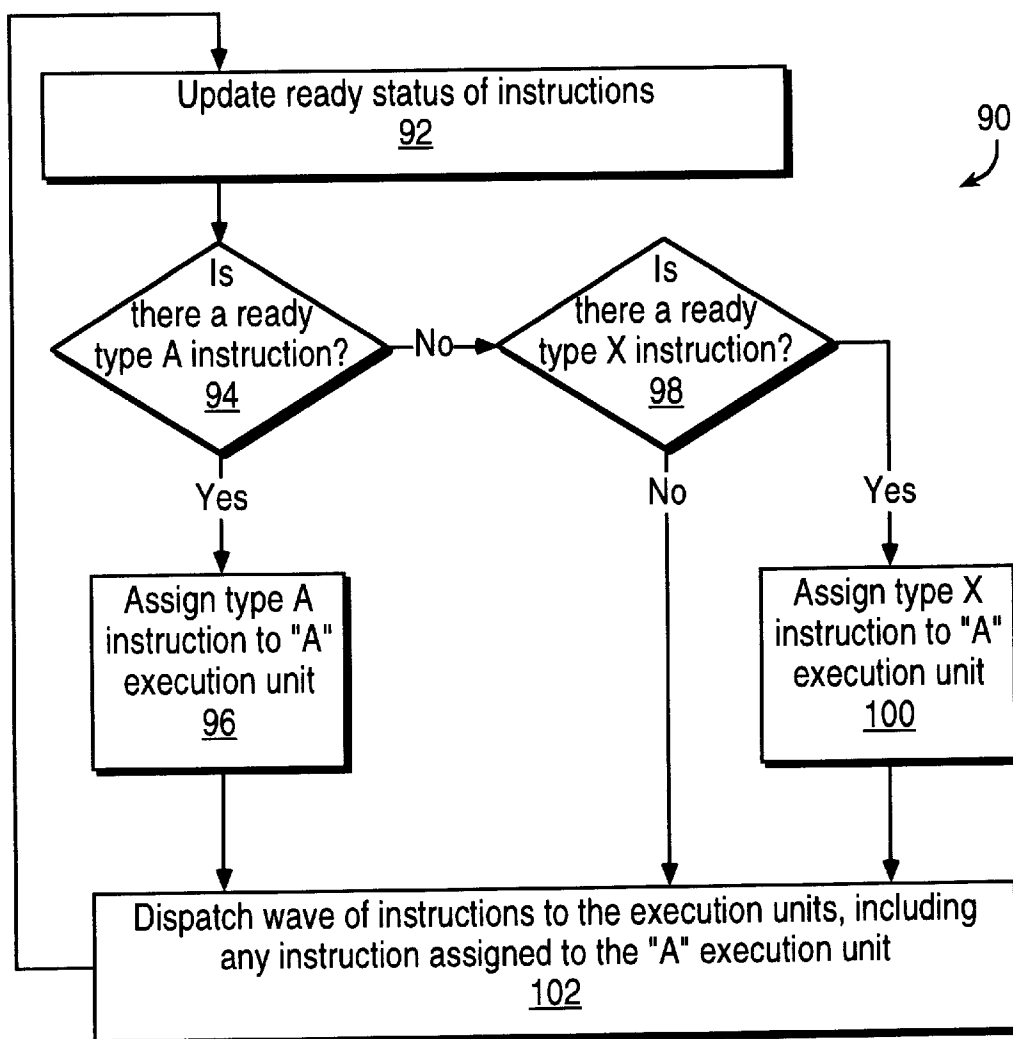 Update ready status of instructions
92
90
Is
there a ready
type A instruction?
94
No
Is
there a ready
type X instruction?
98
Yes
No
Yes
Assign type A
instruction to "A"
execution unit
96
Assign type X
instruction to "A"
execution unit
100
Dispatch wave of instructions to the execution units, including
any instruction assigned to the "A" execution unit
102